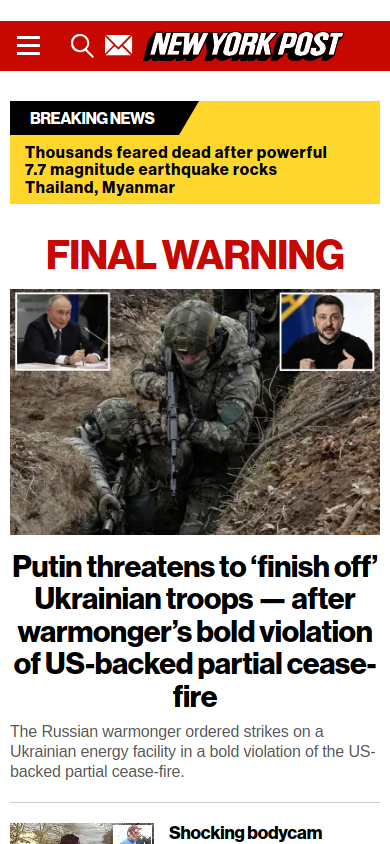 NEW YORK POST
BREAKING NEWS
Thousands feared dead after powerful
7.7 magnitude earthquake rocks
Thailand, Myanmar
FINAL WARNING
Putin threatens to ‘finish off’
Ukrainian troops — after
warmonger’s bold violation
of US-backed partial cease-
fire
The Russian warmonger ordered strikes on a
Ukrainian energy facility in a bold violation of the US-
backed partial cease-fire.
Shocking bodycam